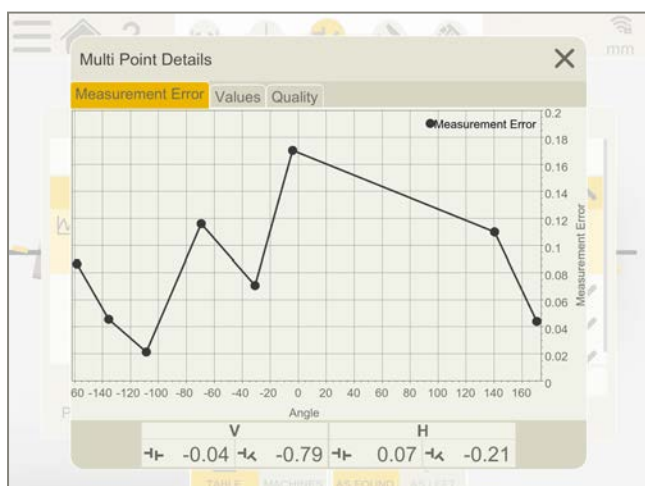 mm
Multi Point Details
Measurement Error Values Quality
Measurement Error
0.2
0.18
0.16
0.14
0.12
0.1
0.08
0.06
0.04
0.02
0
Measurement Error
60 -140 -120 -100 -80 -60 -40 -20 0 20 40 60 80 100 120 140 160
Angle
V H
-0.04 -0.79 0.07 -0.21
TABLE MACHINES AS FOUND AS LEFT